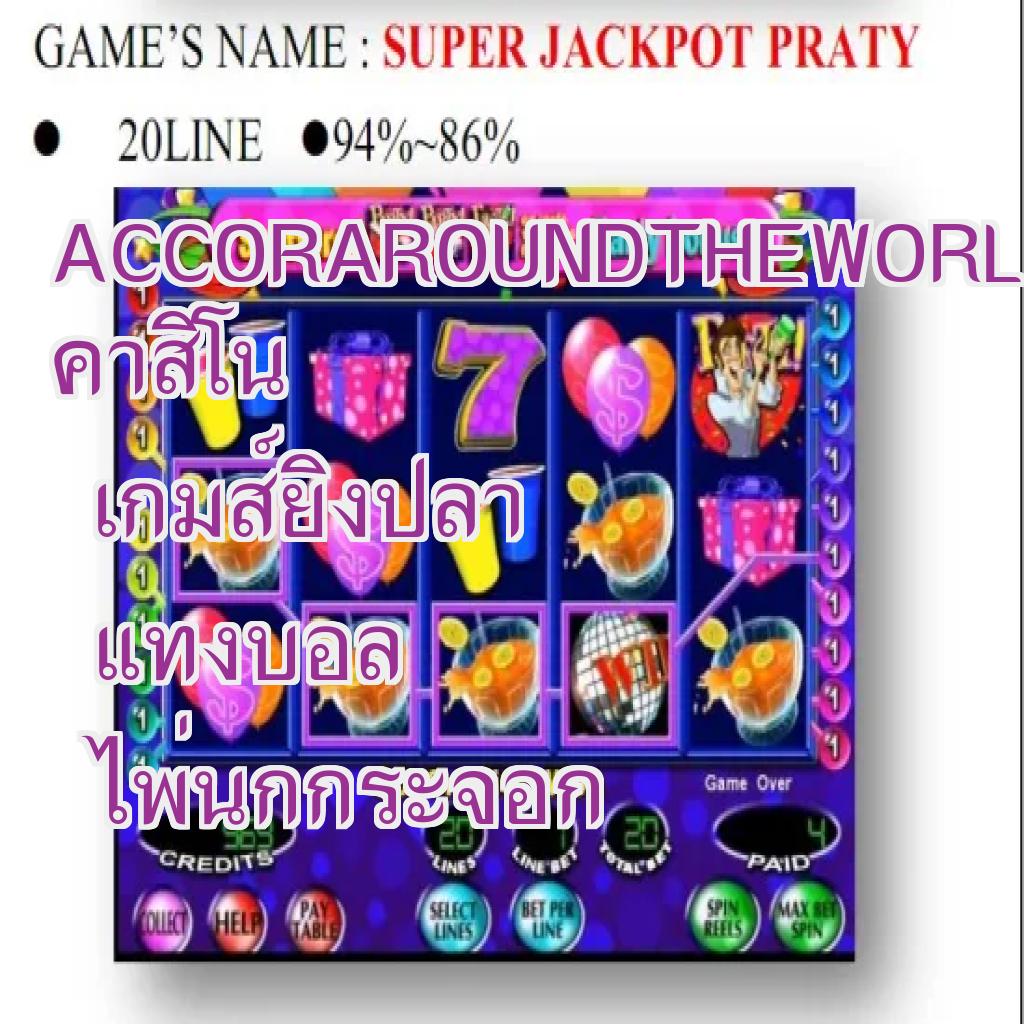 GAME'S NAME : SUPER JACKPOT PRATY
● 20LINE ●94%~86%
ACCORAROUNDTHEWORL
คาสิโน
เกมส์ยิงปลา
แทงบอล
ไพ่นกกระจอก
Game Over
20
20
4
CREDITS
LINES
LINE BET
TOTAL BET
PAID
COLLECT
HELP
PAY TABLE
SELECT LINES
BET PER LINE
SPIN REELS
MAX BET SPIN